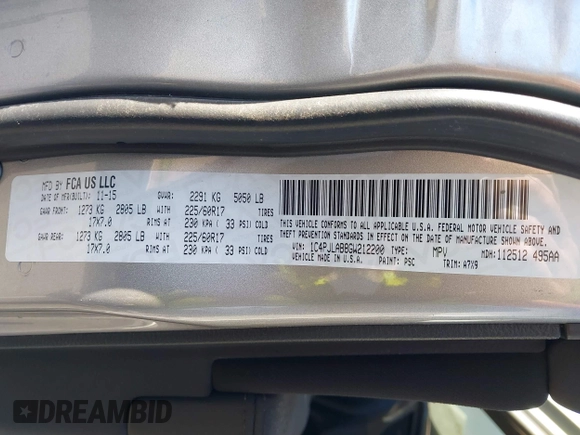 MFD BY FCA US LLC
DATE OF MFR(BUILT): 11-15 GVWR: 2291 KG 5050 LB
GAWR FRONT: 1273 KG 2805 LB WITH 225/60R17 TIRES
17X7.0 RIMS AT 230 KPA ( 33 PSI) COLD
GAWR REAR: 1273 KG 2805 LB WITH 225/60R17 TIRES
17X7.0 RIMS AT 230 KPA ( 33 PSI) COLD
THIS VEHICLE CONFORMS TO ALL APPLICABLE U.S.A. FEDERAL MOTOR VEHICLE SAFETY AND
THEFT PREVENTION STANDARDS IN EFFECT ON THE DATE OF MANUFACTURE SHOWN ABOVE.
VIN: 1C4PJLAB8GW212200 TYPE: MPV MDH: 112512 495AA
VEHICLE MADE IN U.S.A. PAINT: PSC TRIM: A7X9
DREAMBID